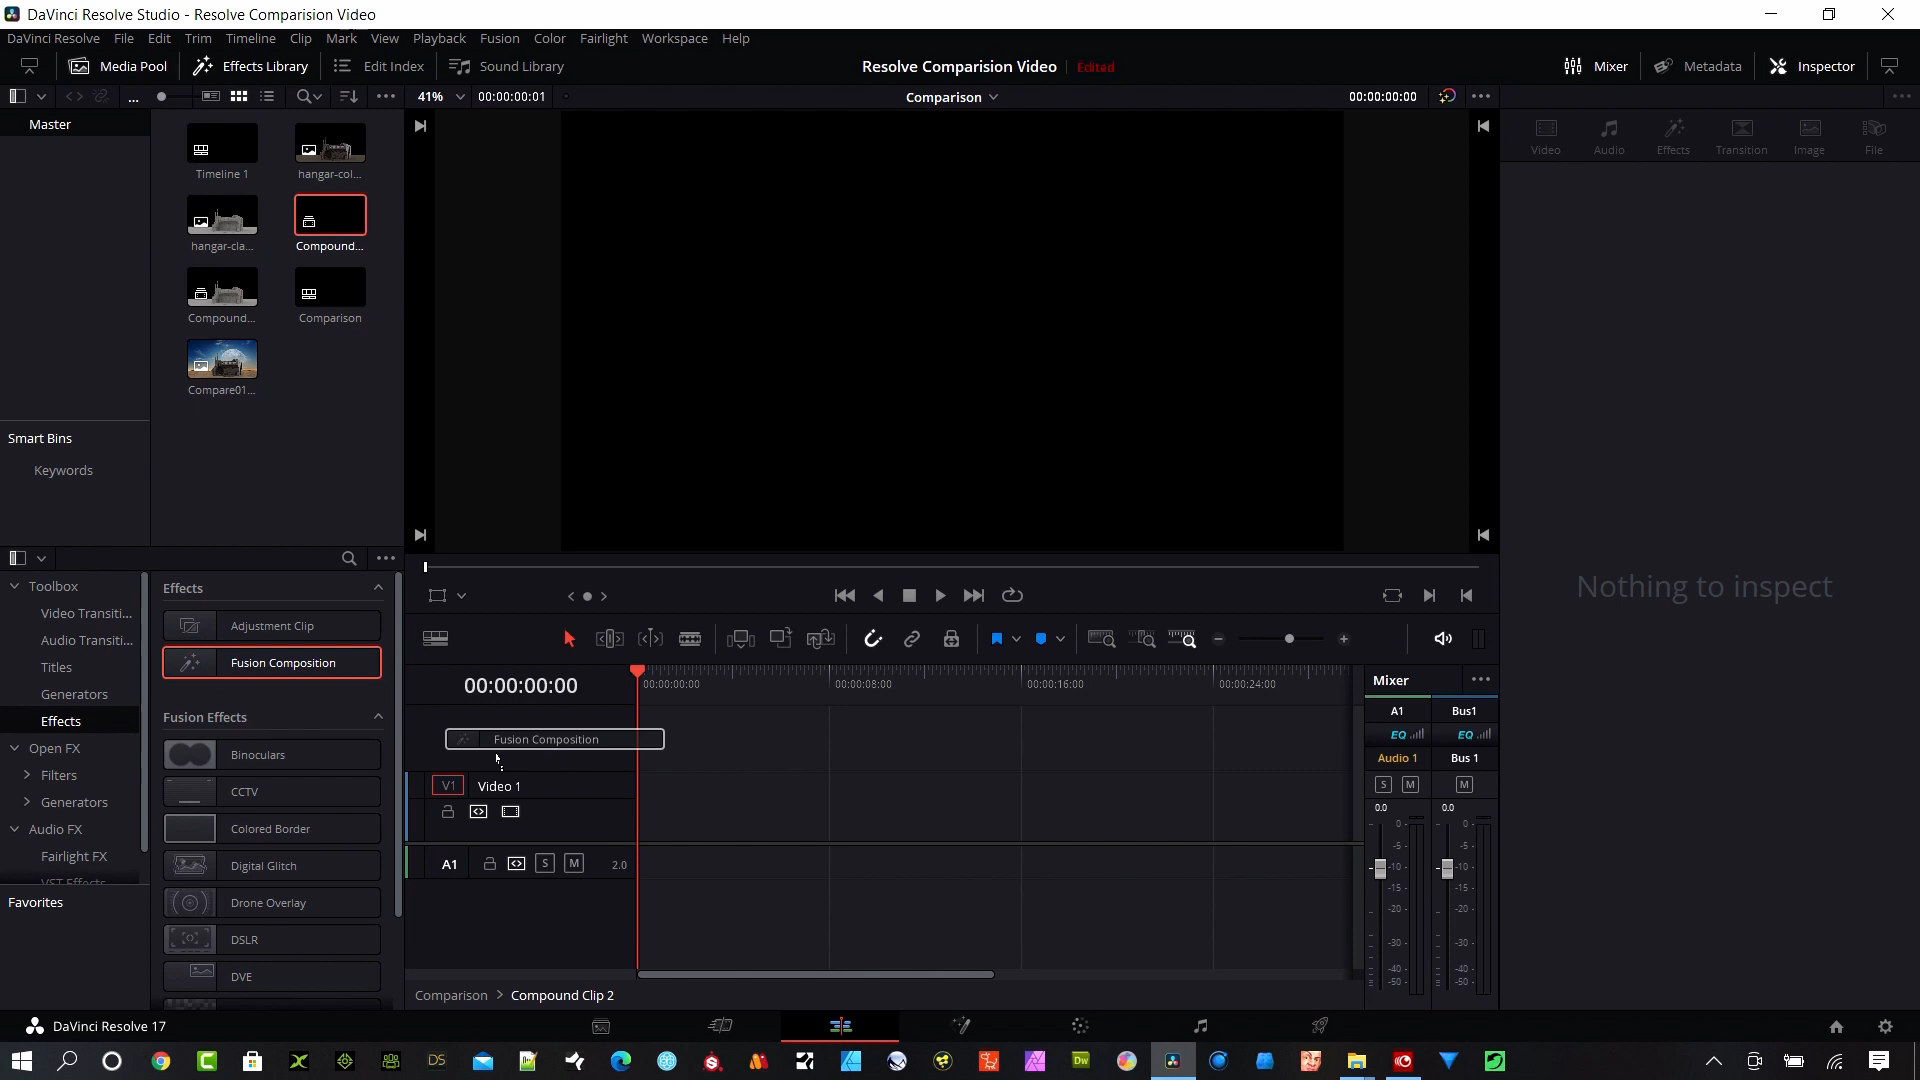 DaVinci Resolve Studio - Resolve Comparision Video
DaVinci Resolve File Edit Trim Timeline Clip Mark View Playback Fusion Color Fairlight Workspace Help
Media Pool Effects Library Edit Index Sound Library Resolve Comparision Video Edited Mixer Metadata Inspector
... 41% 00:00:00:01 Comparison 00:00:00:00
Master
Timeline 1 hangar-col...
hangar-cla... Compound...
Compound... Comparison
Compare01...
Video Audio Effects Transition Image File
Nothing to inspect
Smart Bins
Keywords
Toolbox
Video Transiti...
Audio Transiti...
Titles
Generators
Effects
Open FX
Filters
Generators
Audio FX
Fairlight FX
VST Effects
Favorites
Effects
Adjustment Clip
Fusion Composition
Fusion Effects
Binoculars
CCTV
Colored Border
Digital Glitch
Drone Overlay
DSLR
DVE
00:00:00:00 00:00:00:00 00:00:08:00 00:00:16:00 00:00:24:00
Fusion Composition
V1 Video 1
A1 S M 2.0
Comparison > Compound Clip 2
Mixer
A1 Bus1
EQ EQ
Audio 1 Bus 1
S M M
0.0 0.0
0- 0-
-5- -5-
-10- -10-
-15- -15-
-20- -20-
-30- -30-
-40- -40-
-50- -50-
DaVinci Resolve 17
DS Dw